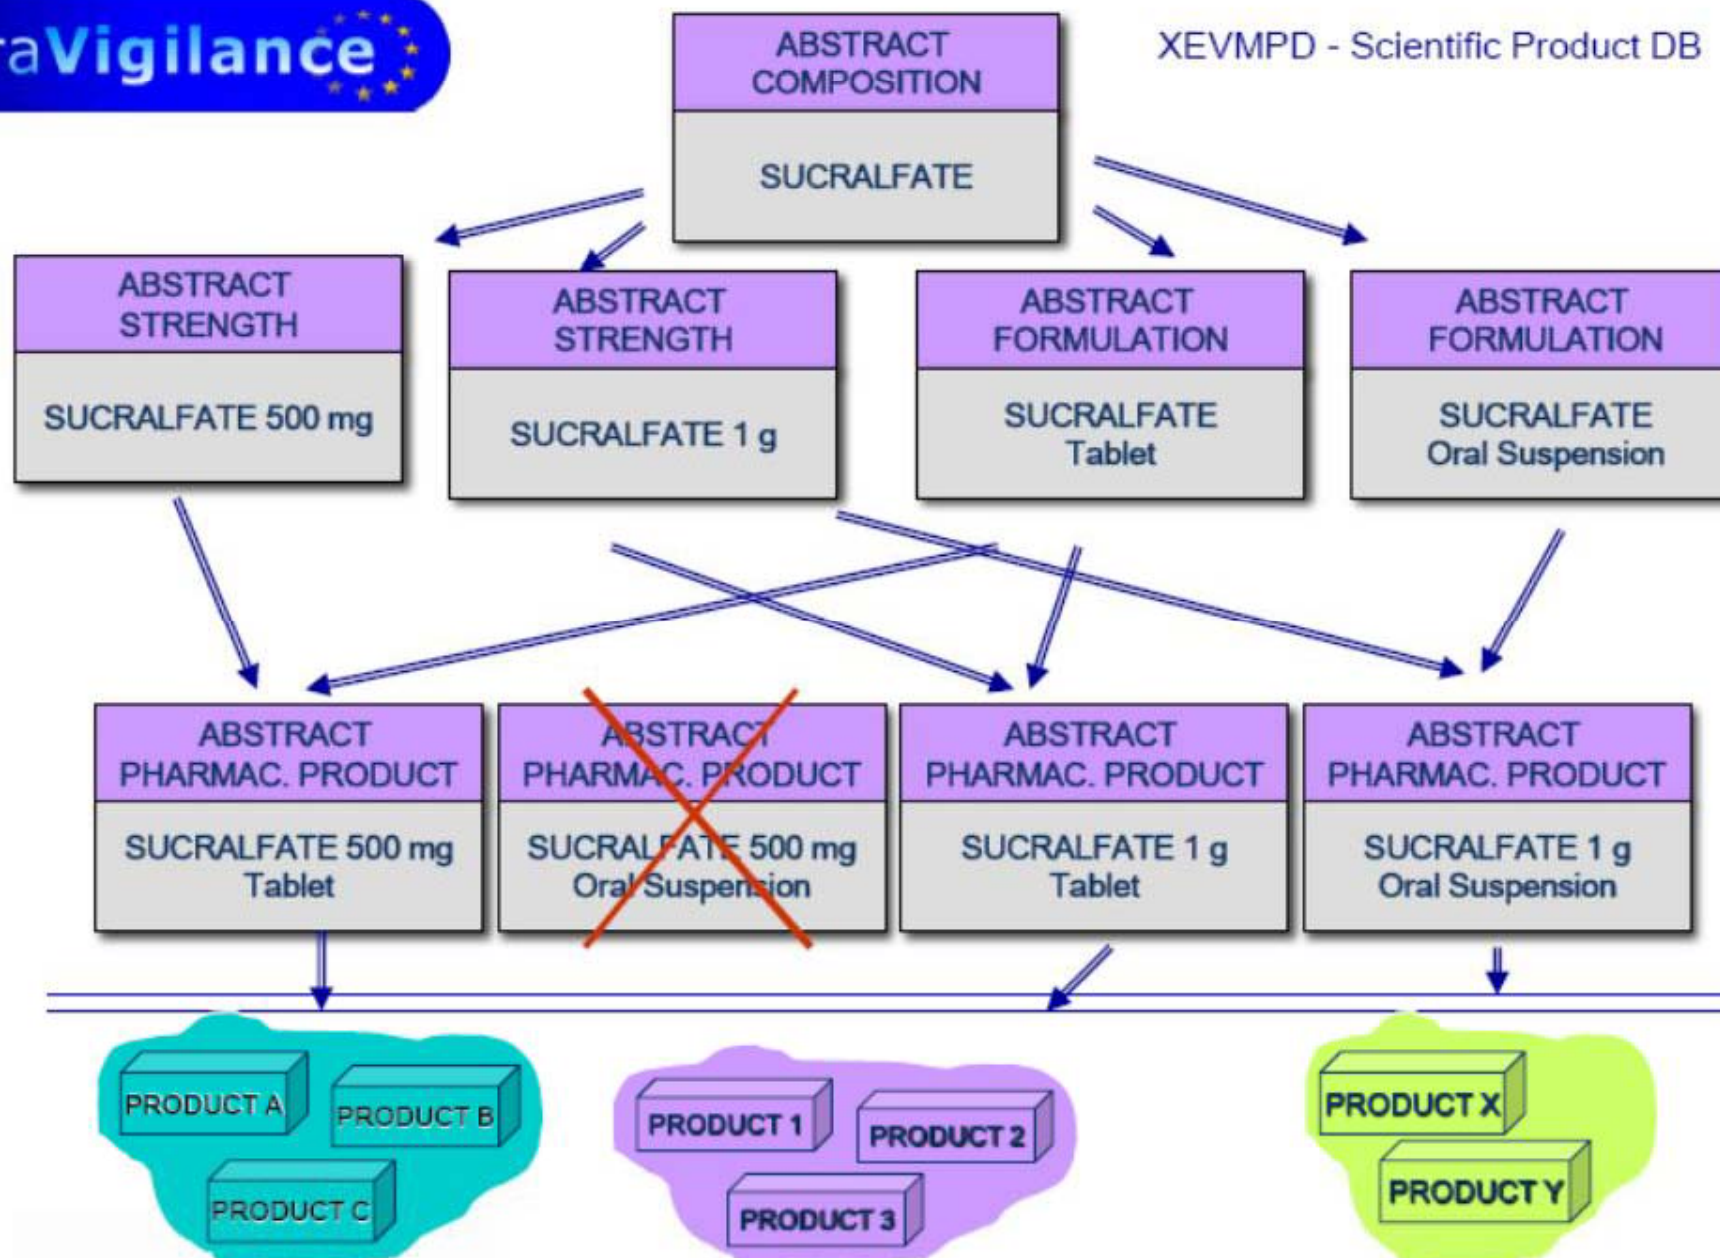 aVigilance
XEVMPD - Scientific Product DB
ABSTRACT
COMPOSITION
SUCRALFATE
ABSTRACT
STRENGTH
SUCRALFATE 500 mg
ABSTRACT
STRENGTH
SUCRALFATE 1 g
ABSTRACT
FORMULATION
SUCRALFATE
Tablet
ABSTRACT
FORMULATION
SUCRALFATE
Oral Suspension
ABSTRACT
PHARMAC. PRODUCT
SUCRALFATE 500 mg
Tablet
ABSTRACT
PHARMAC. PRODUCT
SUCRALFATE 500 mg
Oral Suspension
ABSTRACT
PHARMAC. PRODUCT
SUCRALFATE 1 g
Tablet
ABSTRACT
PHARMAC. PRODUCT
SUCRALFATE 1 g
Oral Suspension
PRODUCT A
PRODUCT B
PRODUCT C
PRODUCT 1
PRODUCT 2
PRODUCT 3
PRODUCT X
PRODUCT Y